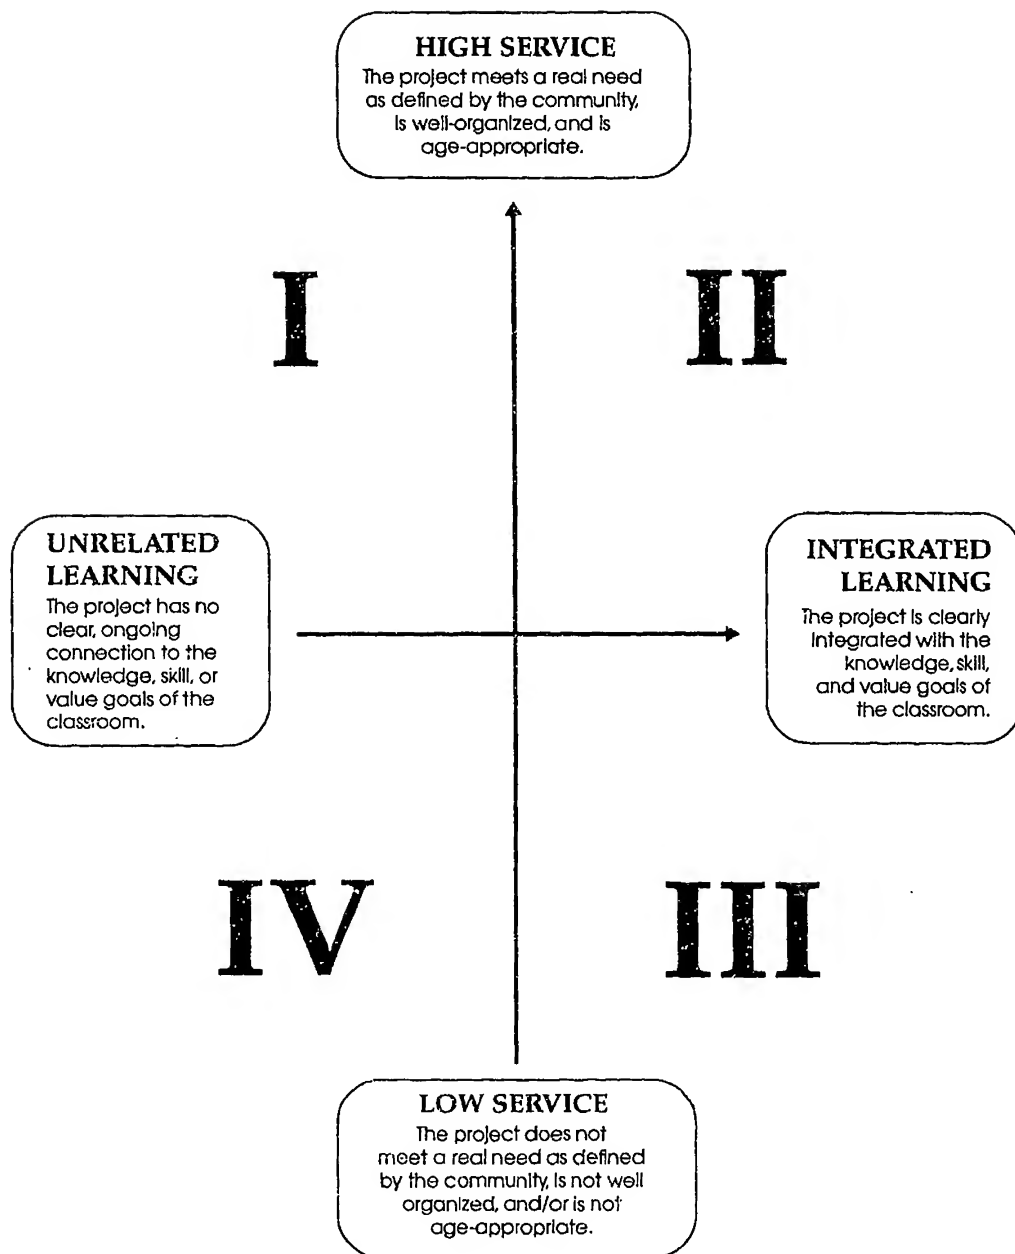 HIGH SERVICE
The project meets a real need
as defined by the community,
is well-organized, and is
age-appropriate.
I
II
UNRELATED
LEARNING
The project has no
clear, ongoing
connection to the
knowledge, skill, or
value goals of the
classroom.
INTEGRATED
LEARNING
The project is clearly
integrated with the
knowledge, skill,
and value goals of
the classroom.
IV
III
LOW SERVICE
The project does not
meet a real need as defined
by the community, is not well
organized, and/or is not
age-appropriate.